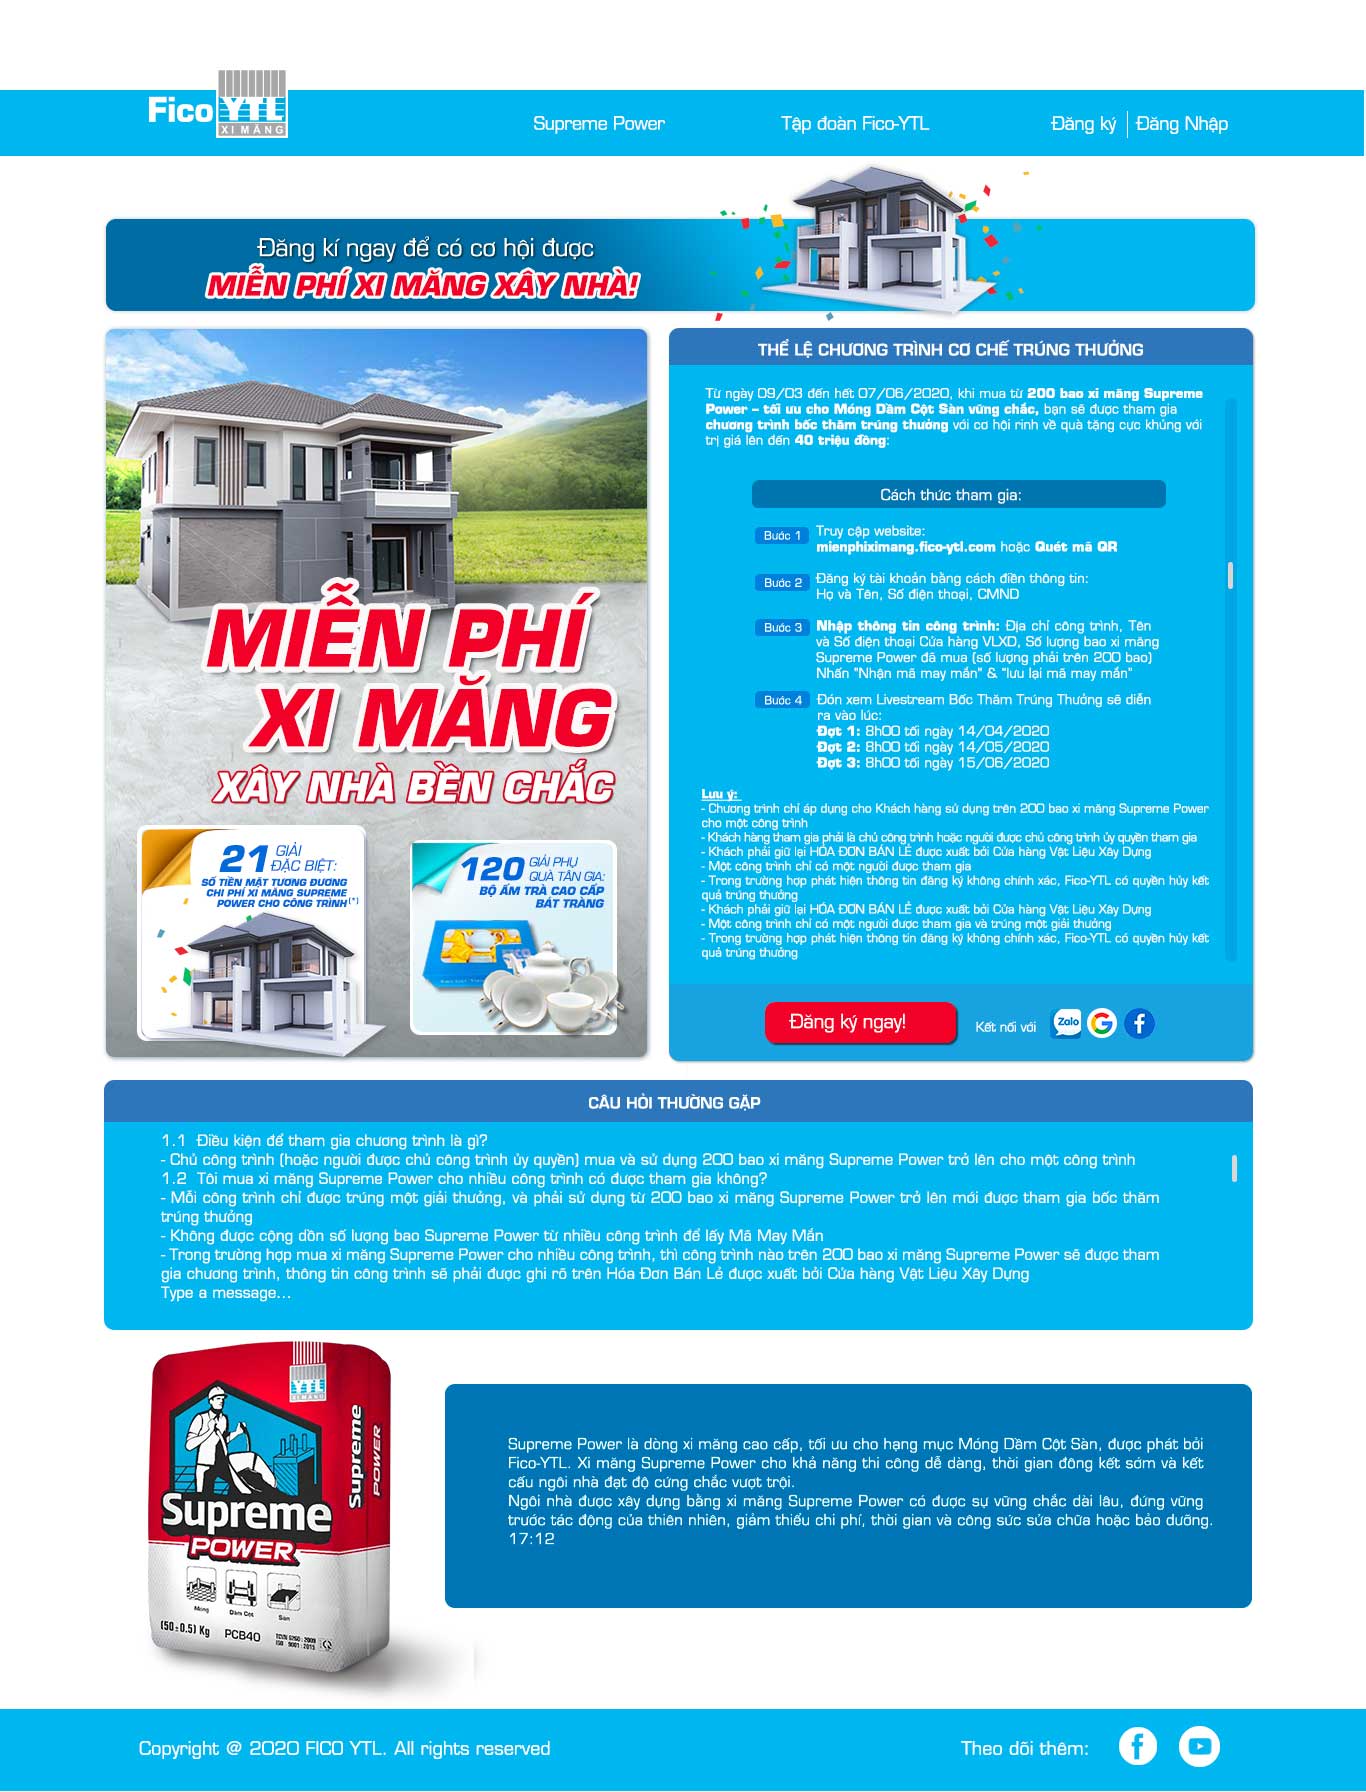 Fico YTL
XI MĂNG
Supreme Power
Tập đoàn Fico-YTL
Đăng ký
Đăng Nhập
Đăng kí ngay để có cơ hội được
MIỄN PHÍ XI MĂNG XÂY NHÀ!
MIỄN PHÍ
XI MĂNG
XÂY NHÀ BỀN CHẮC
21 GIẢI
ĐẶC BIỆT:
SỐ TIỀN MẶT TƯƠNG ĐƯƠNG
CHI PHÍ XI MĂNG SUPREME
POWER CHO CÔNG TRÌNH(*)
120 GIẢI PHỤ
QUÀ TÂN GIA:
BỘ ẤM TRÀ CAO CẤP
BÁT TRÀNG
THỂ LỆ CHƯƠNG TRÌNH CƠ CHẾ TRÚNG THƯỞNG
Từ ngày 09/03 đến hết 07/06/2020, khi mua từ 200 bao xi măng Supreme
Power – tối ưu cho Móng Dầm Cột Sàn vững chắc, bạn sẽ được tham gia
chương trình bốc thăm trúng thưởng với cơ hội rinh về quà tặng cực khủng với
trị giá lên đến 40 triệu đồng:
Cách thức tham gia:
Bước 1
Truy cập website:
mienphiximang.fico-ytl.com hoặc Quét mã QR
Bước 2
Đăng ký tài khoản bằng cách điền thông tin:
Họ và Tên, Số điện thoại, CMND
Bước 3
Nhập thông tin công trình: Địa chỉ công trình, Tên
và Số điện thoại Cửa hàng VLXD, Số lượng bao xi măng
Supreme Power đã mua (số lượng phải trên 200 bao)
Nhấn "Nhận mã may mắn" & "lưu lại mã may mắn"
Bước 4
Đón xem Livestream Bốc Thăm Trúng Thưởng sẽ diễn
ra vào lúc:
Đợt 1: 8h00 tối ngày 14/04/2020
Đợt 2: 8h00 tối ngày 14/05/2020
Đợt 3: 8h00 tối ngày 15/06/2020
Lưu ý:
- Chương trình chỉ áp dụng cho Khách hàng sử dụng trên 200 bao xi măng Supreme Power
cho một công trình
- Khách hàng tham gia phải là chủ công trình hoặc người được chủ công trình ủy quyền tham gia
- Khách phải giữ lại HÓA ĐƠN BÁN LẺ được xuất bởi Cửa hàng Vật Liệu Xây Dựng
- Một công trình chỉ có một người được tham gia
- Trong trường hợp phát hiện thông tin đăng ký không chính xác, Fico-YTL có quyền hủy kết
quả trúng thưởng
- Khách phải giữ lại HÓA ĐƠN BÁN LẺ được xuất bởi Cửa hàng Vật Liệu Xây Dựng
- Một công trình chỉ có một người được tham gia và trúng một giải thưởng
- Trong trường hợp phát hiện thông tin đăng ký không chính xác, Fico-YTL có quyền hủy kết
quả trúng thưởng
Đăng ký ngay!
Kết nối với
Zalo
CÂU HỎI THƯỜNG GẶP
1.1 Điều kiện để tham gia chương trình là gì?
- Chủ công trình (hoặc người được chủ công trình ủy quyền) mua và sử dụng 200 bao xi măng Supreme Power trở lên cho một công trình
1.2 Tôi mua xi măng Supreme Power cho nhiều công trình có được tham gia không?
- Mỗi công trình chỉ được trúng một giải thưởng, và phải sử dụng từ 200 bao xi măng Supreme Power trở lên mới được tham gia bốc thăm
trúng thưởng
- Không được cộng dồn số lượng bao Supreme Power từ nhiều công trình để lấy Mã May Mắn
- Trong trường hợp mua xi măng Supreme Power cho nhiều công trình, thì công trình nào trên 200 bao xi măng Supreme Power sẽ được tham
gia chương trình, thông tin công trình sẽ phải được ghi rõ trên Hóa Đơn Bán Lẻ được xuất bởi Cửa hàng Vật Liệu Xây Dựng
Type a message...
YTL
XI MĂNG
Supreme
POWER
Supreme
POWER
Móng
Dầm Cột
Sàn
(50±0.5) Kg
PCB40
TCVN 6260 : 2009
ISO 9001 : 2015
Supreme Power là dòng xi măng cao cấp, tối ưu cho hạng mục Móng Dầm Cột Sàn, được phát bởi
Fico-YTL. Xi măng Supreme Power cho khả năng thi công dễ dàng, thời gian đông kết sớm và kết
cấu ngôi nhà đạt độ cứng chắc vượt trội.
Ngôi nhà được xây dựng bằng xi măng Supreme Power có được sự vững chắc dài lâu, đứng vững
trước tác động của thiên nhiên, giảm thiểu chi phí, thời gian và công sức sửa chữa hoặc bảo dưỡng.
17:12
Copyright @ 2020 FICO YTL. All rights reserved
Theo dõi thêm: